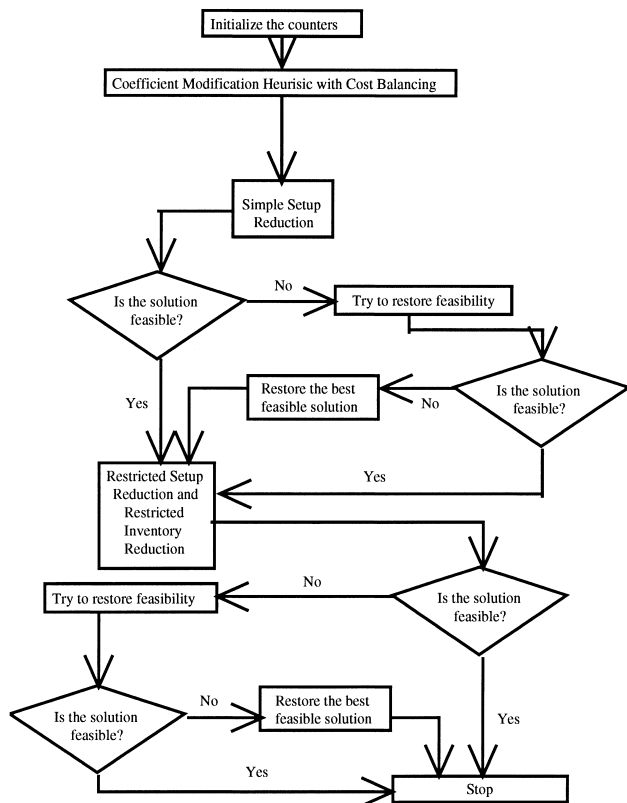 Initialize the counters
Coefficient Modification Heurisic with Cost Balancing
Simple Setup
Reduction
Is the solution
feasible?
No
Try to restore feasibility
Yes
Restore the best
feasible solution
No
Is the solution
feasible?
Yes
Restricted Setup
Reduction and
Restricted
Inventory
Reduction
No
Is the solution
feasible?
Try to restore feasibility
Is the solution
feasible?
No
Restore the best
feasible solution
Yes
Yes
Stop